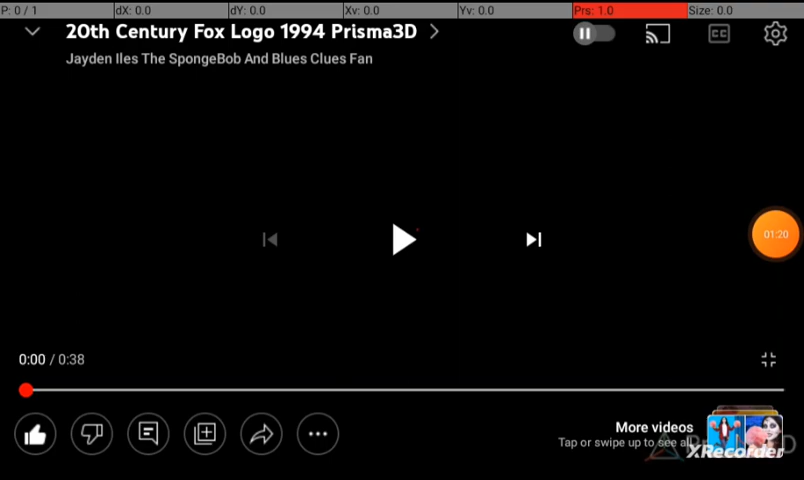 P: 0 / 1 dX: 0.0 dY: 0.0 Xv: 0.0 Yv: 0.0 Prs: 1.0 Size: 0.0
20th Century Fox Logo 1994 Prisma3D
CC
Jayden Iles The SpongeBob And Blues Clues Fan
01:20
0:00 / 0:38
More videos
Tap or swipe up to see all
XRecorder